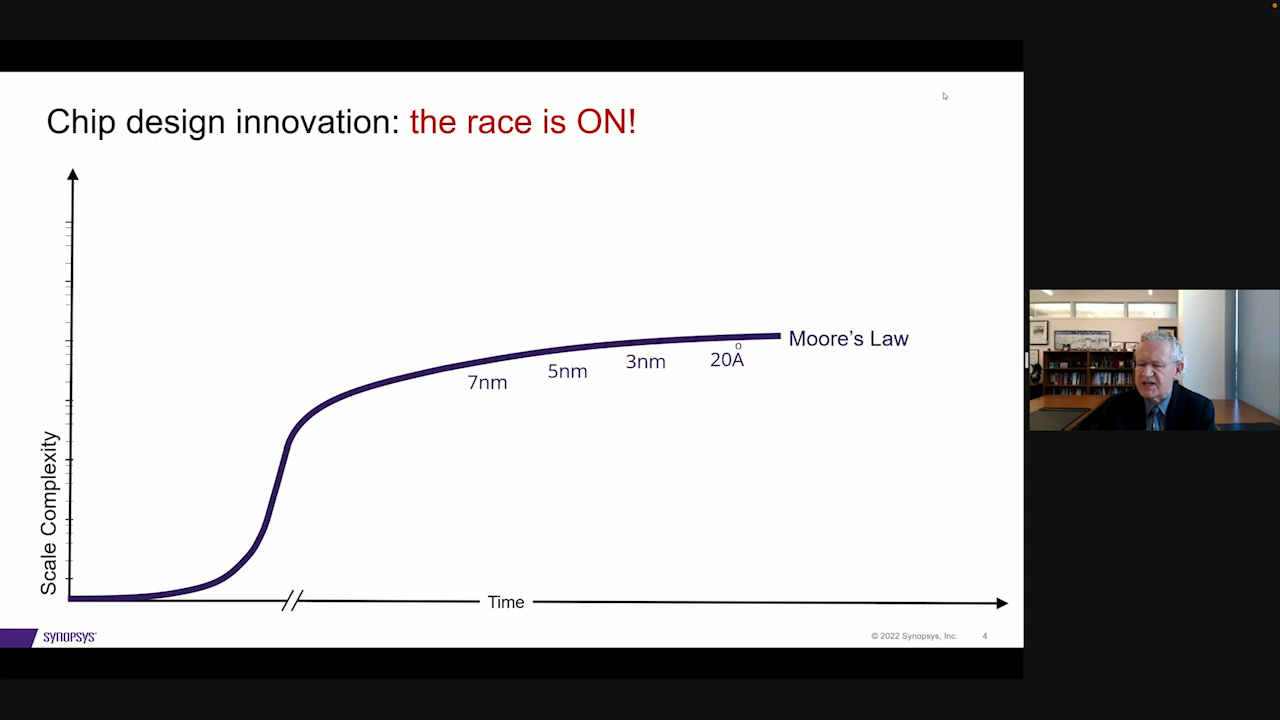 Chip design innovation: the race is ON!
Moore's Law
7nm
5nm
3nm
20Å
Scale Complexity
Time
SYNOPSYS®
© 2022 Synopsys, Inc.
4